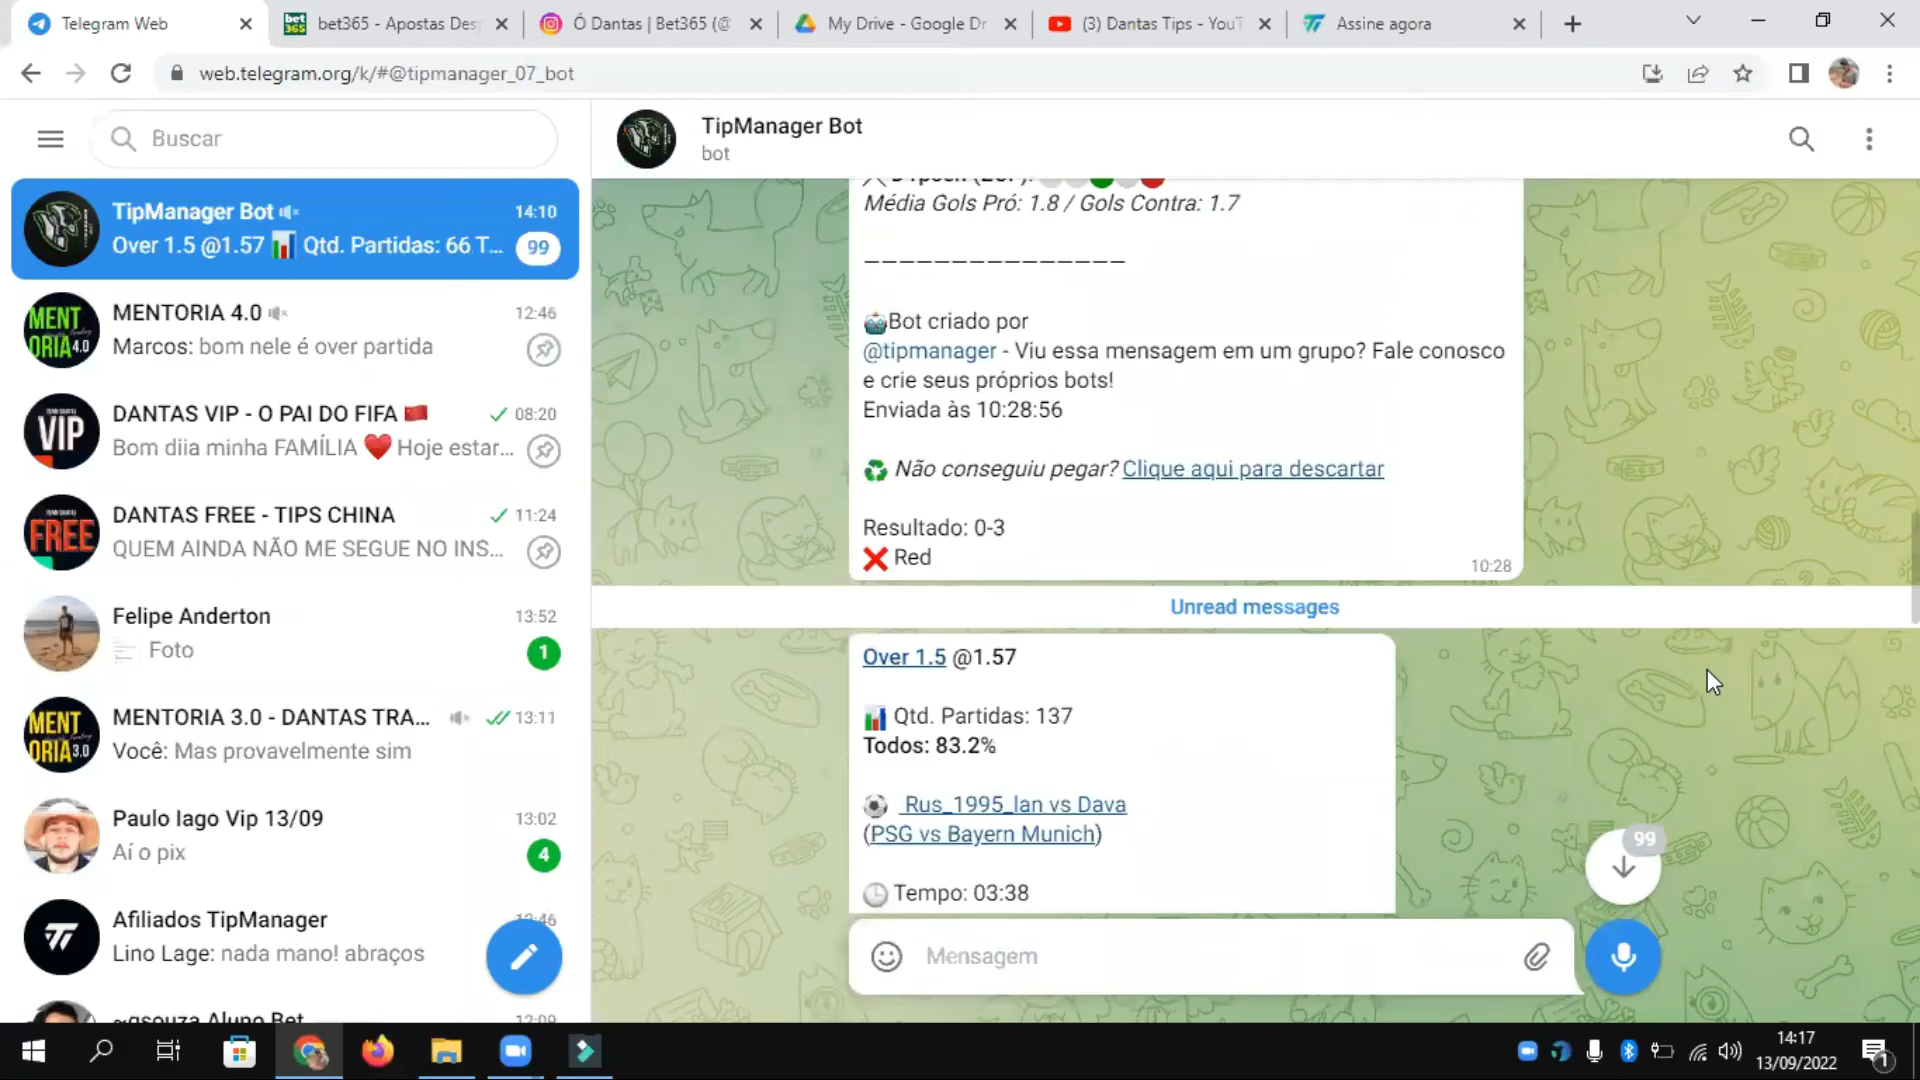 Telegram Web
bet365 - Apostas Des
Ô Dantas | Bet365 (@
My Drive - Google Dr
(3) Dantas Tips - YouT
Assine agora
web.telegram.org/k/#@tipmanager_07_bot
Buscar
TipManager Bot
14:10
Over 1.5 @1.57 📊 Qtd. Partidas: 66 T...
99
MENTORIA 4.0
12:46
Marcos: bom nele é over partida
DANTAS VIP - O PAI DO FIFA 🇨🇳
08:20
Bom diia minha FAMÍLIA ❤️ Hoje estar...
DANTAS FREE - TIPS CHINA
11:24
QUEM AINDA NÃO ME SEGUE NO INS...
Felipe Anderton
13:52
Foto
1
MENTORIA 3.0 - DANTAS TRA...
13:11
Você: Mas provavelmente sim
Paulo Iago Vip 13/09
13:02
Aí o pix
4
Afiliados TipManager
Lino Lage: nada mano! abraços
TipManager Bot
bot
Média Gols Pró: 1.8 / Gols Contra: 1.7
_______________
🤖Bot criado por
@tipmanager - Viu essa mensagem em um grupo? Fale conosco
e crie seus próprios bots!
Enviada às 10:28:56
♻️ Não conseguiu pegar? Clique aqui para descartar
Resultado: 0-3
❌ Red
10:28
Unread messages
Over 1.5 @1.57
📊 Qtd. Partidas: 137
Todos: 83.2%
⚽ Rus_1995_lan vs Dava
(PSG vs Bayern Munich)
🕒 Tempo: 03:38
99
Mensagem
14:17
13/09/2022
1